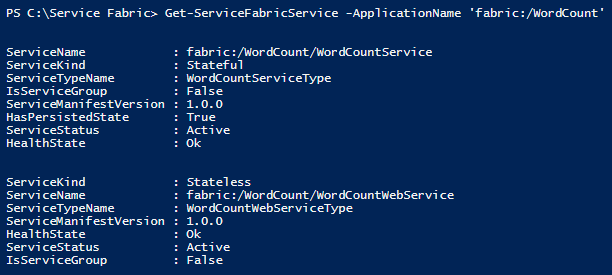 PS C:\Service Fabric> Get-ServiceFabricService -ApplicationName 'fabric:/WordCount'
ServiceName : fabric:/WordCount/WordCountService
ServiceKind : Stateful
ServiceTypeName : WordCountServiceType
IsServiceGroup : False
ServiceManifestVersion : 1.0.0
HasPersistedState : True
ServiceStatus : Active
HealthState : Ok
ServiceKind : Stateless
ServiceName : fabric:/WordCount/WordCountWebService
ServiceTypeName : WordCountWebServiceType
ServiceManifestVersion : 1.0.0
HealthState : Ok
ServiceStatus : Active
IsServiceGroup : False